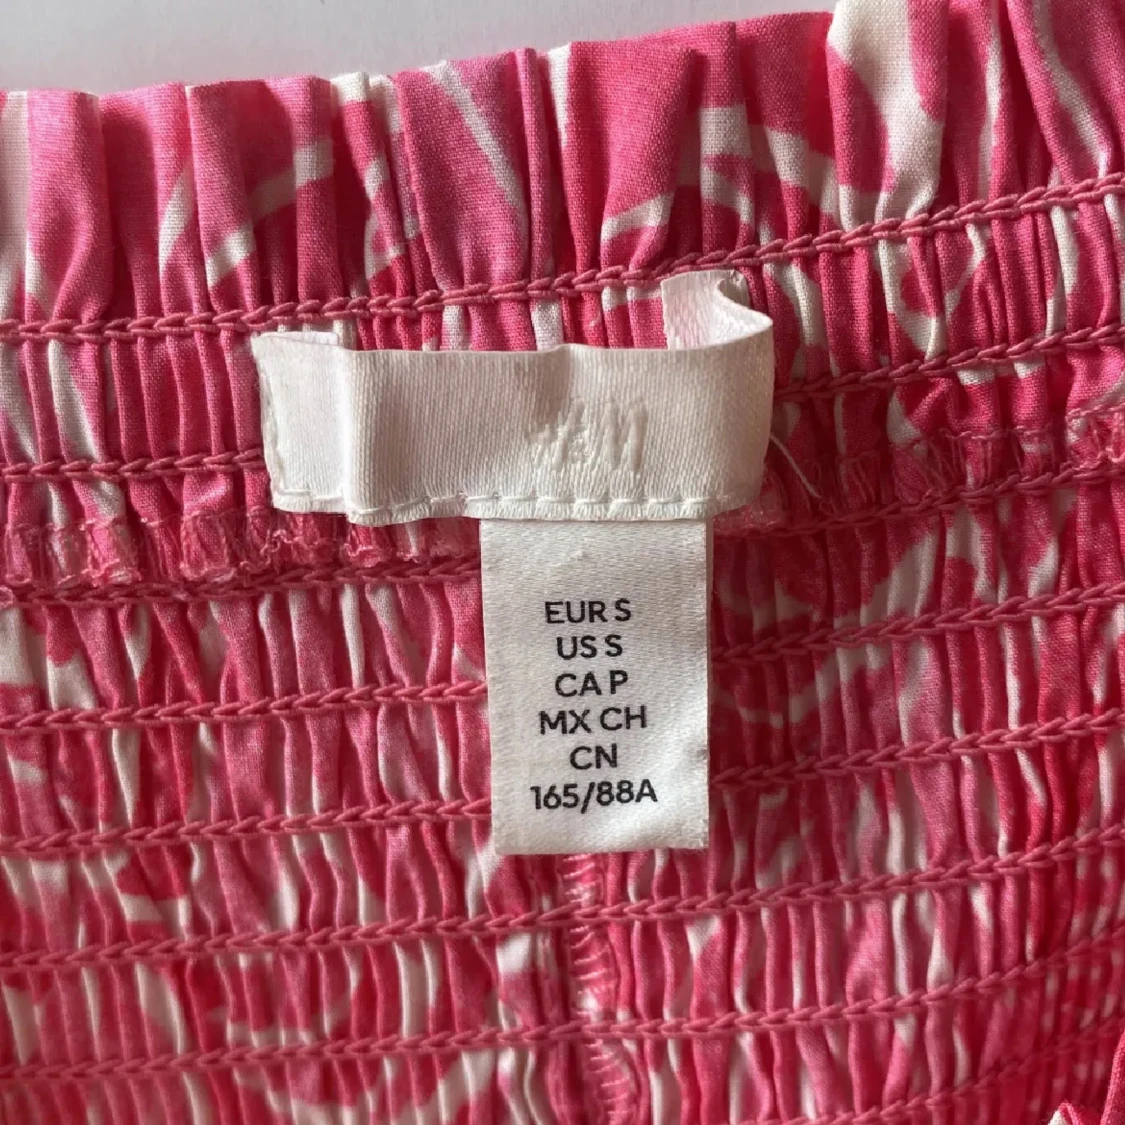 H&M
EUR S
US S
CA P
MX CH
CN
165/88A